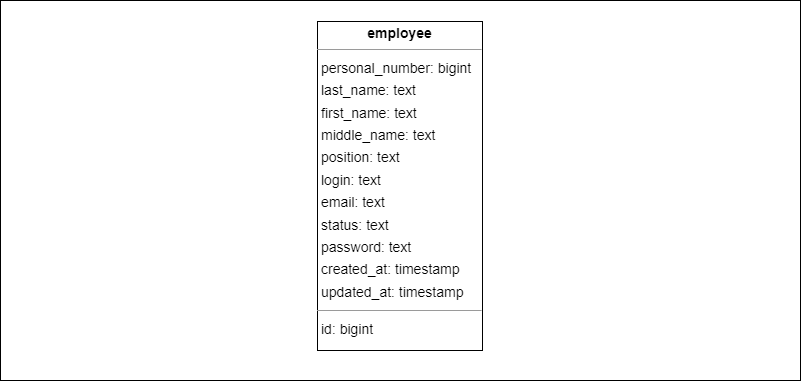 employee
personal_number: bigint
last_name: text
first_name: text
middle_name: text
position: text
login: text
email: text
status: text
password: text
created_at: timestamp
updated_at: timestamp
id: bigint